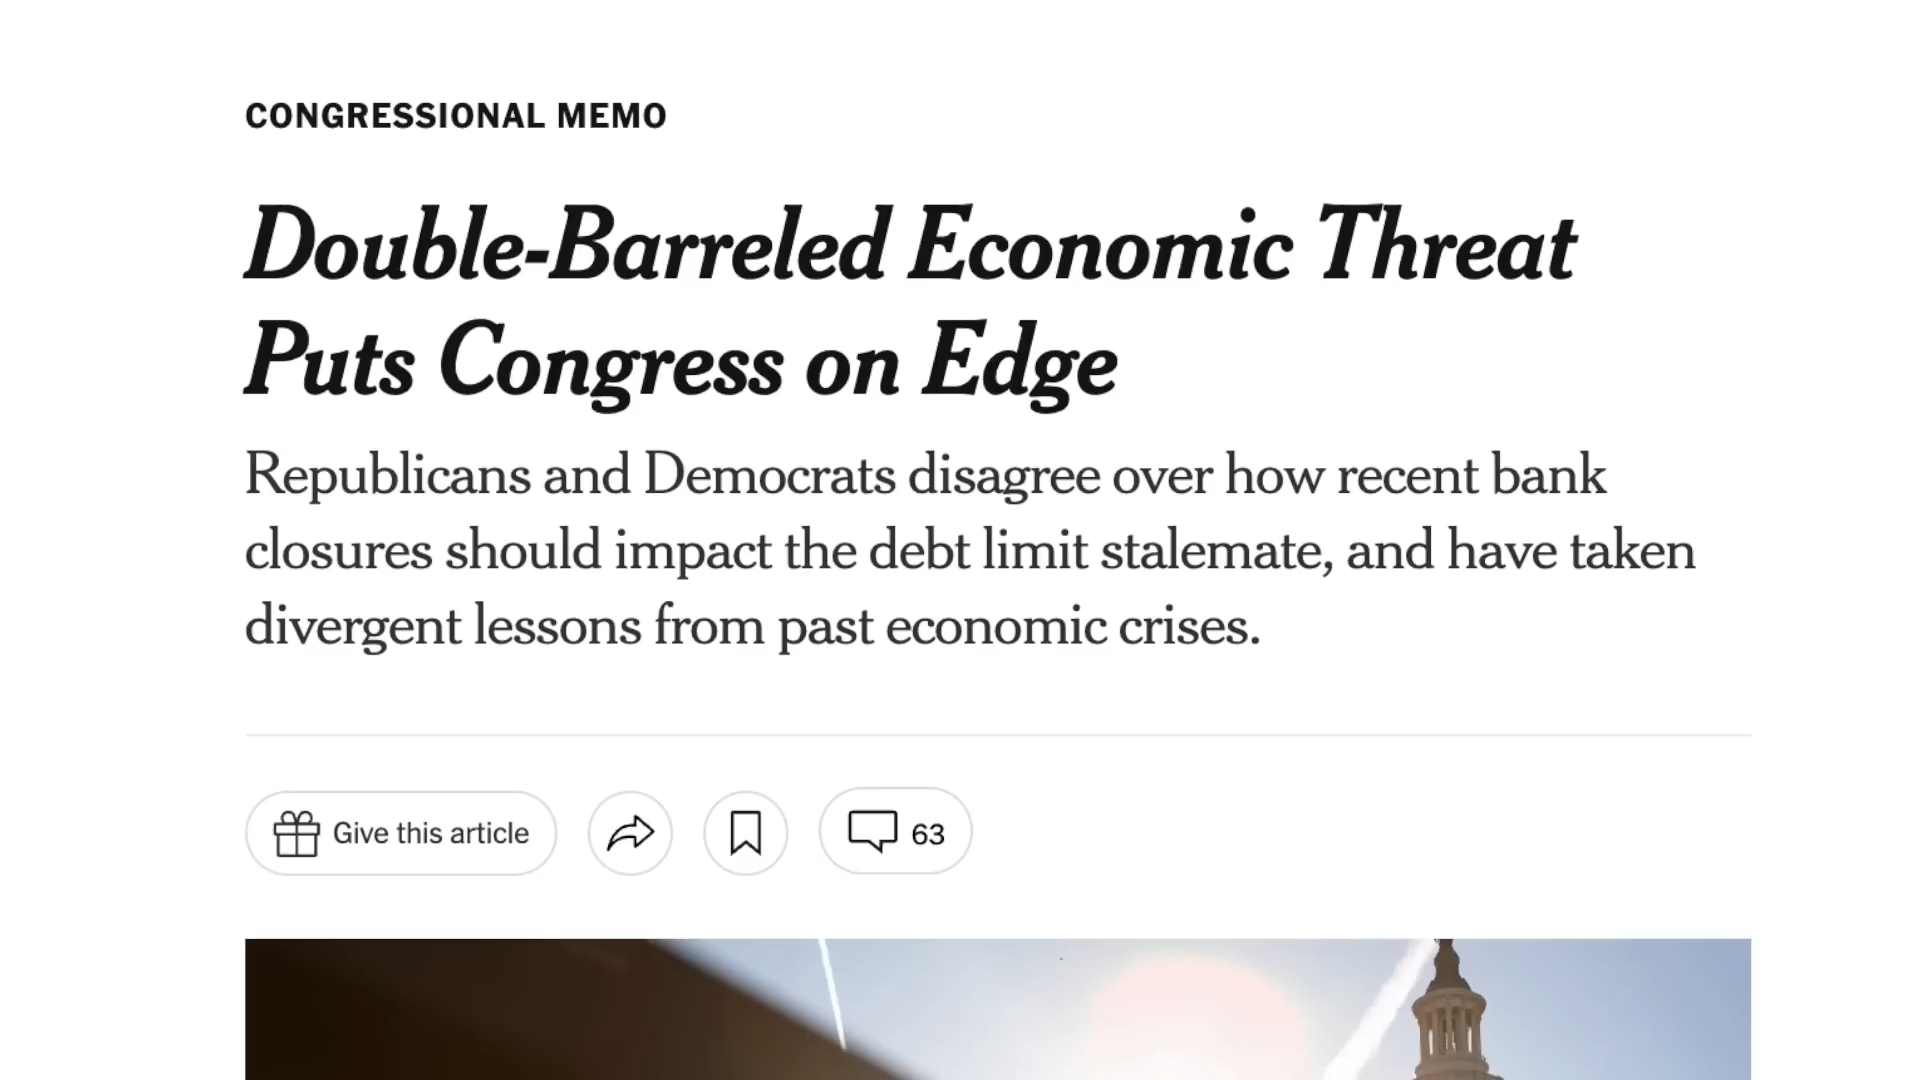 CONGRESSIONAL MEMO
Double-Barreled Economic Threat
Puts Congress on Edge
Republicans and Democrats disagree over how recent bank
closures should impact the debt limit stalemate, and have taken
divergent lessons from past economic crises.
Give this article
63